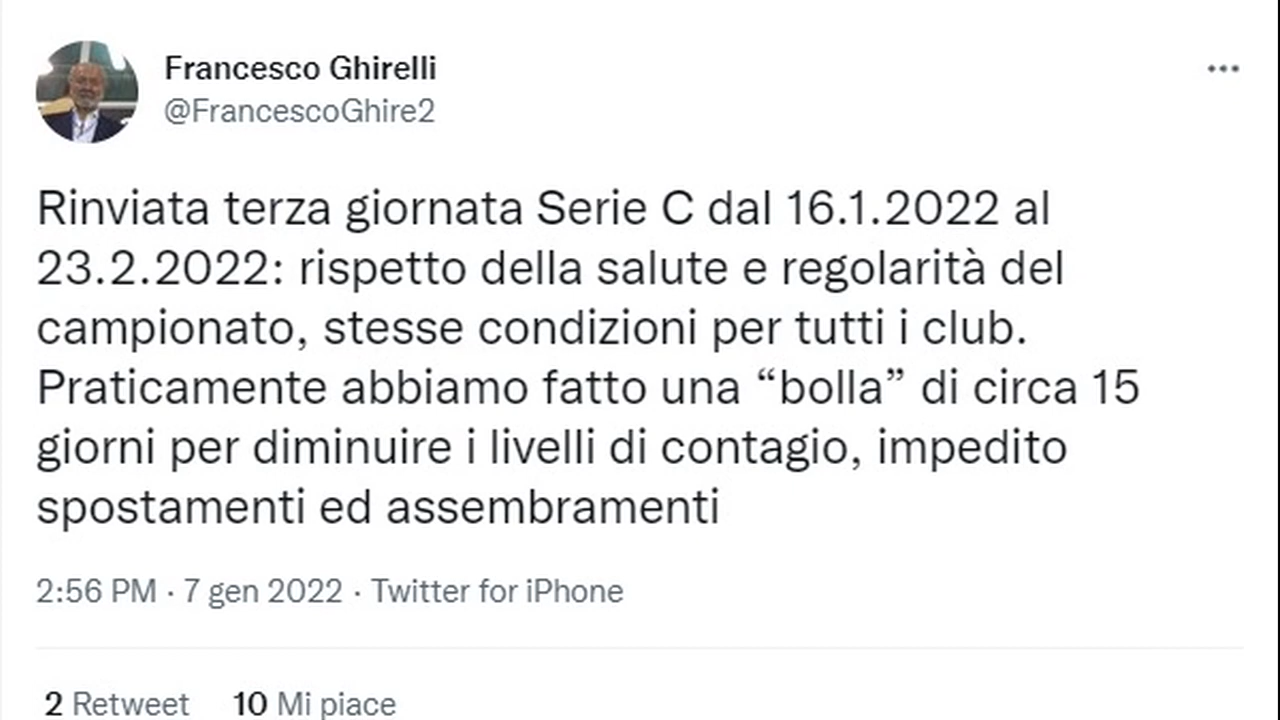 Francesco Ghirelli
@FrancescoGhire2
Rinviata terza giornata Serie C dal 16.1.2022 al
23.2.2022: rispetto della salute e regolarità del
campionato, stesse condizioni per tutti i club.
Praticamente abbiamo fatto una “bolla” di circa 15
giorni per diminuire i livelli di contagio, impedito
spostamenti ed assembramenti
2:56 PM · 7 gen 2022 · Twitter for iPhone
2 Retweet 10 Mi piace